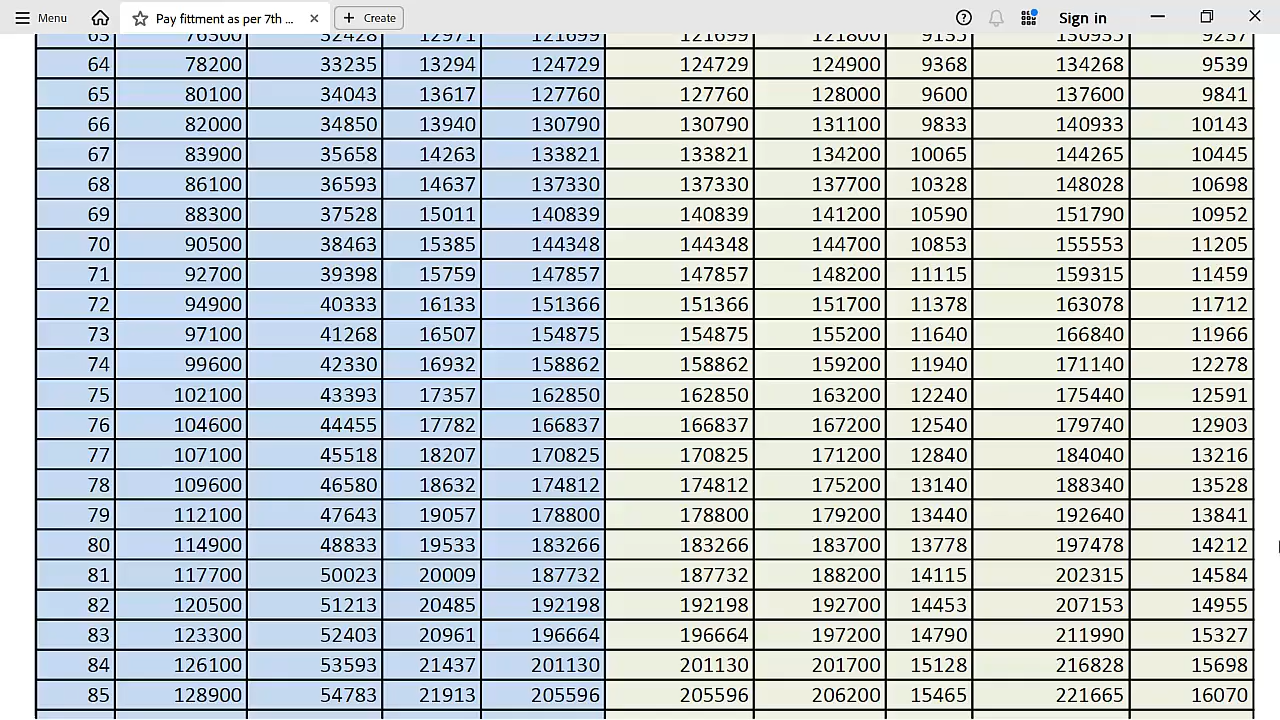 Menu Pay fittment as per 7th ... Create Sign in
64 78200 33235 13294 124729 124729 124900 9368 134268 9539
65 80100 34043 13617 127760 127760 128000 9600 137600 9841
66 82000 34850 13940 130790 130790 131100 9833 140933 10143
67 83900 35658 14263 133821 133821 134200 10065 144265 10445
68 86100 36593 14637 137330 137330 137700 10328 148028 10698
69 88300 37528 15011 140839 140839 141200 10590 151790 10952
70 90500 38463 15385 144348 144348 144700 10853 155553 11205
71 92700 39398 15759 147857 147857 148200 11115 159315 11459
72 94900 40333 16133 151366 151366 151700 11378 163078 11712
73 97100 41268 16507 154875 154875 155200 11640 166840 11966
74 99600 42330 16932 158862 158862 159200 11940 171140 12278
75 102100 43393 17357 162850 162850 163200 12240 175440 12591
76 104600 44455 17782 166837 166837 167200 12540 179740 12903
77 107100 45518 18207 170825 170825 171200 12840 184040 13216
78 109600 46580 18632 174812 174812 175200 13140 188340 13528
79 112100 47643 19057 178800 178800 179200 13440 192640 13841
80 114900 48833 19533 183266 183266 183700 13778 197478 14212
81 117700 50023 20009 187732 187732 188200 14115 202315 14584
82 120500 51213 20485 192198 192198 192700 14453 207153 14955
83 123300 52403 20961 196664 196664 197200 14790 211990 15327
84 126100 53593 21437 201130 201130 201700 15128 216828 15698
85 128900 54783 21913 205596 205596 206200 15465 221665 16070